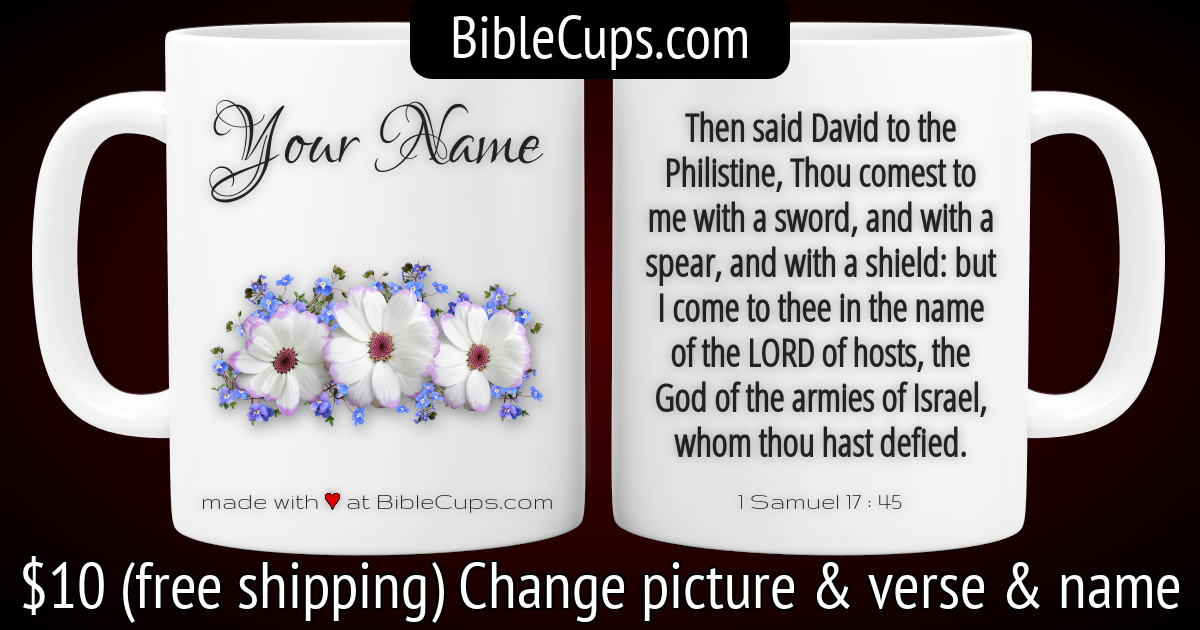 BibleCups.com
Your Name
made with ♥ at BibleCups.com
Then said David to the
Philistine, Thou comest to
me with a sword, and with a
spear, and with a shield: but
I come to thee in the name
of the LORD of hosts, the
God of the armies of Israel,
whom thou hast defied.
1 Samuel 17 : 45
$10 (free shipping) Change picture & verse & name